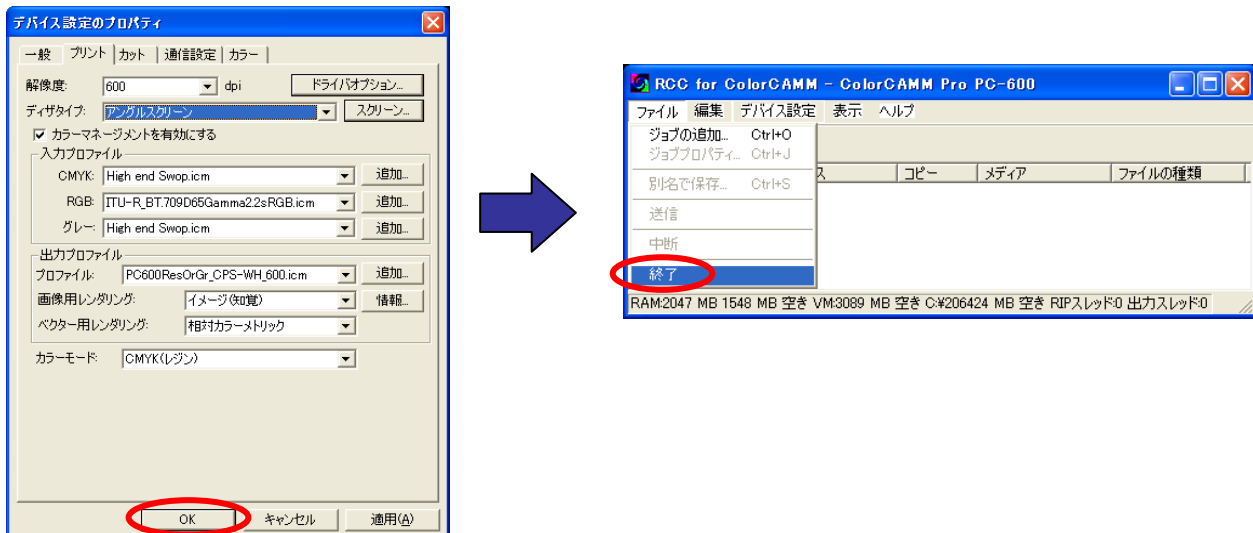 デバイス設定のプロパティ
一般 プリント カット 通信設定 カラー
解像度: 600 dpi ドライバオプション...
ディザタイプ: アングルスクリーン スクリーン...
カラーマネージメントを有効にする
入力プロファイル
CMYK: High end Swop.icm 追加...
RGB: ITU-R_BT.709D65Gamma2.2sRGB.icm 追加...
グレー: High end Swop.icm 追加...
出力プロファイル
プロファイル: PC600ResOrGr_CPS-WH_600.icm 追加...
画像用レンダリング: イメージ(知覚) 情報...
ベクター用レンダリング: 相対カラーメトリック
カラーモード: CMYK(レジン)
OK キャンセル 適用(A)
RCC for ColorCAMM - ColorCAMM Pro PC-600
ファイル 編集 デバイス設定 表示 ヘルプ
ジョブの追加... Ctrl+O
ジョブプロパティ... Ctrl+J
ス コピー メディア ファイルの種類
別名で保存... Ctrl+S
送信
中断
終了
RAM:2047 MB 1548 MB 空き VM:3089 MB 空き C:¥206424 MB 空き RIPスレッド:0 出力スレッド:0